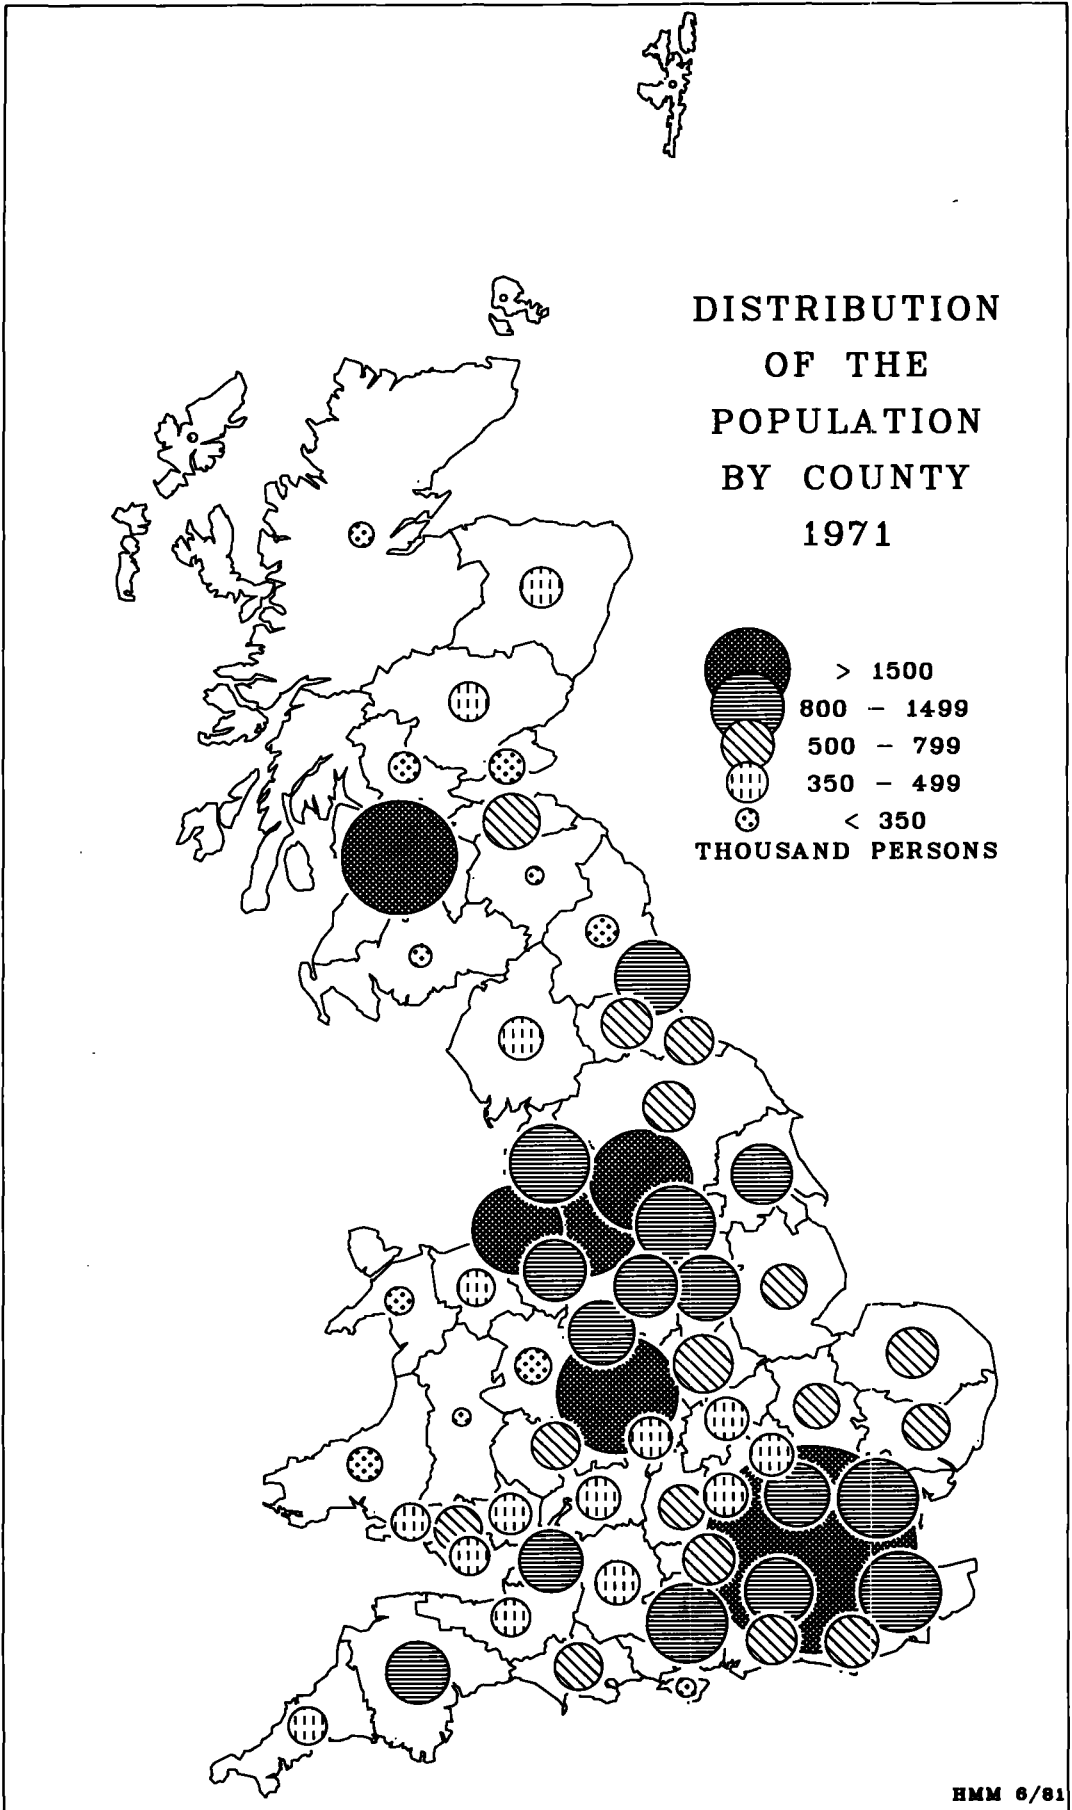 DISTRIBUTION
OF THE
POPULATION
BY COUNTY
1971
> 1500
800 - 1499
500 - 799
350 - 499
< 350
THOUSAND PERSONS
HMM 6/81